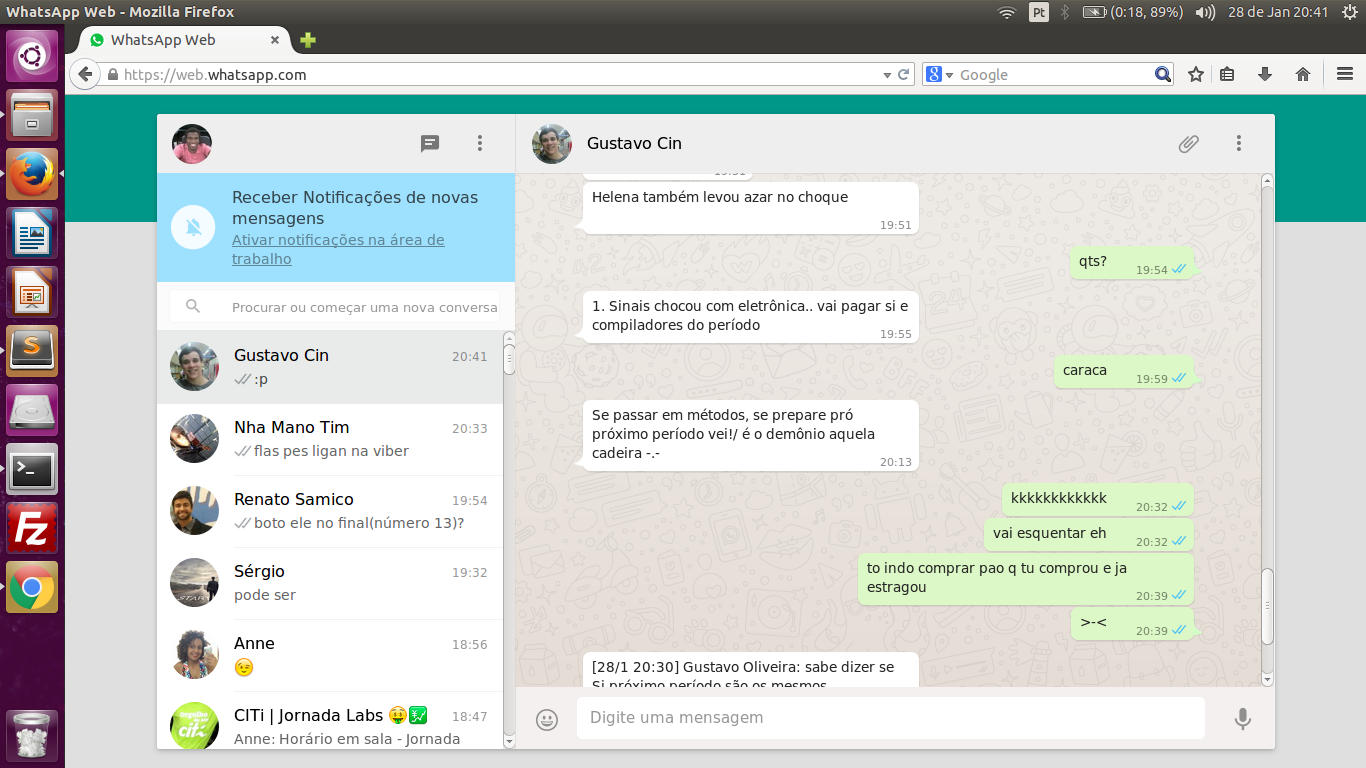 WhatsApp Web - Mozilla Firefox
Pt
(0:18, 89%)
28 de Jan 20:41
WhatsApp Web
https://web.whatsapp.com
Google
Gustavo Cin
Receber Notificações de novas
mensagens
Ativar notificações na área de
trabalho
Procurar ou começar uma nova conversa
Gustavo Cin
20:41
:p
Nha Mano Tim
20:33
flas pes ligan na viber
Renato Samico
19:54
boto ele no final(número 13)?
Sérgio
19:32
pode ser
Anne
18:56
😉
CITi | Jornada Labs 🤑💹
18:47
Anne: Horário em sala - Jornada
19:51
Helena também levou azar no choque
19:51
qts?
19:54
1. Sinais chocou com eletrônica.. vai pagar si e
compiladores do período
19:55
caraca
19:59
Se passar em métodos, se prepare pró
próximo período vei!/ é o demônio aquela
cadeira -.-
20:13
kkkkkkkkkkkk
20:32
vai esquentar eh
20:32
to indo comprar pao q tu comprou e ja
estragou
20:39
>-<
20:39
[28/1 20:30] Gustavo Oliveira: sabe dizer se
Si próximo período são os mesmos
Digite uma mensagem